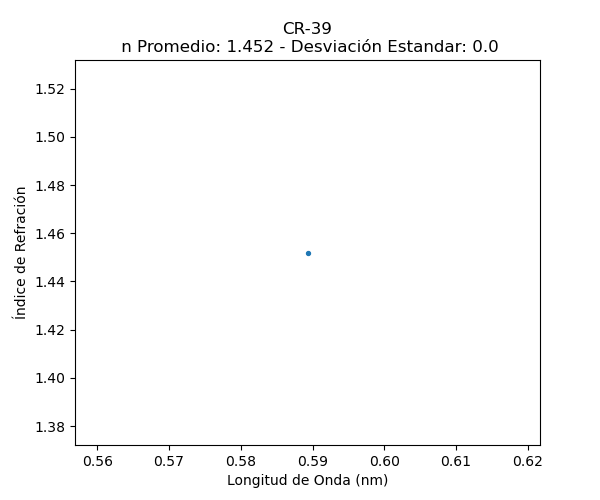 CR-39
n Promedio: 1.452 - Desviación Estandar: 0.0
1.52
1.50
1.48
1.46
1.44
1.42
1.40
1.38
Índice de Refración
0.56 0.57 0.58 0.59 0.60 0.61 0.62
Longitud de Onda (nm)